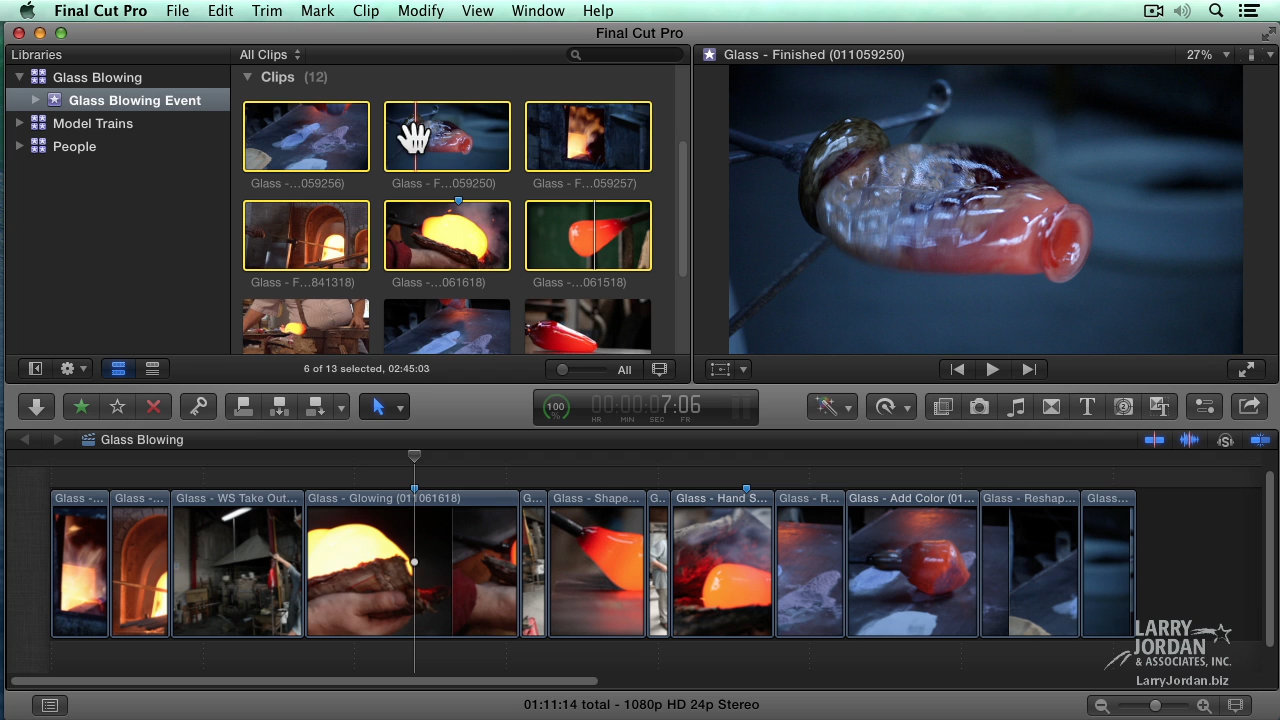 Final Cut Pro File Edit Trim Mark Clip Modify View Window Help
Final Cut Pro
Libraries
All Clips
Glass - Finished (011059250)
27%
Glass Blowing
Glass Blowing Event
Model Trains
People
Clips (12)
Glass -...059256)
Glass - F...059250)
Glass - F...059257)
Glass - F...841318)
Glass -...061618)
Glass -...061518)
6 of 13 selected, 02:45:03
All
100
%
00:00:07:06
HR MIN SEC FR
Glass Blowing
Glass -...
Glass -...
Glass - WS Take Out...
Glass - Glowing (011061618)
G...
Glass - Shape...
G..
Glass - Hand S...
Glass - R...
Glass - Add Color (01...
Glass - Reshap...
Glass...
LARRY
JORDAN
& ASSOCIATES, INC.
LarryJordan.biz
01:11:14 total - 1080p HD 24p Stereo